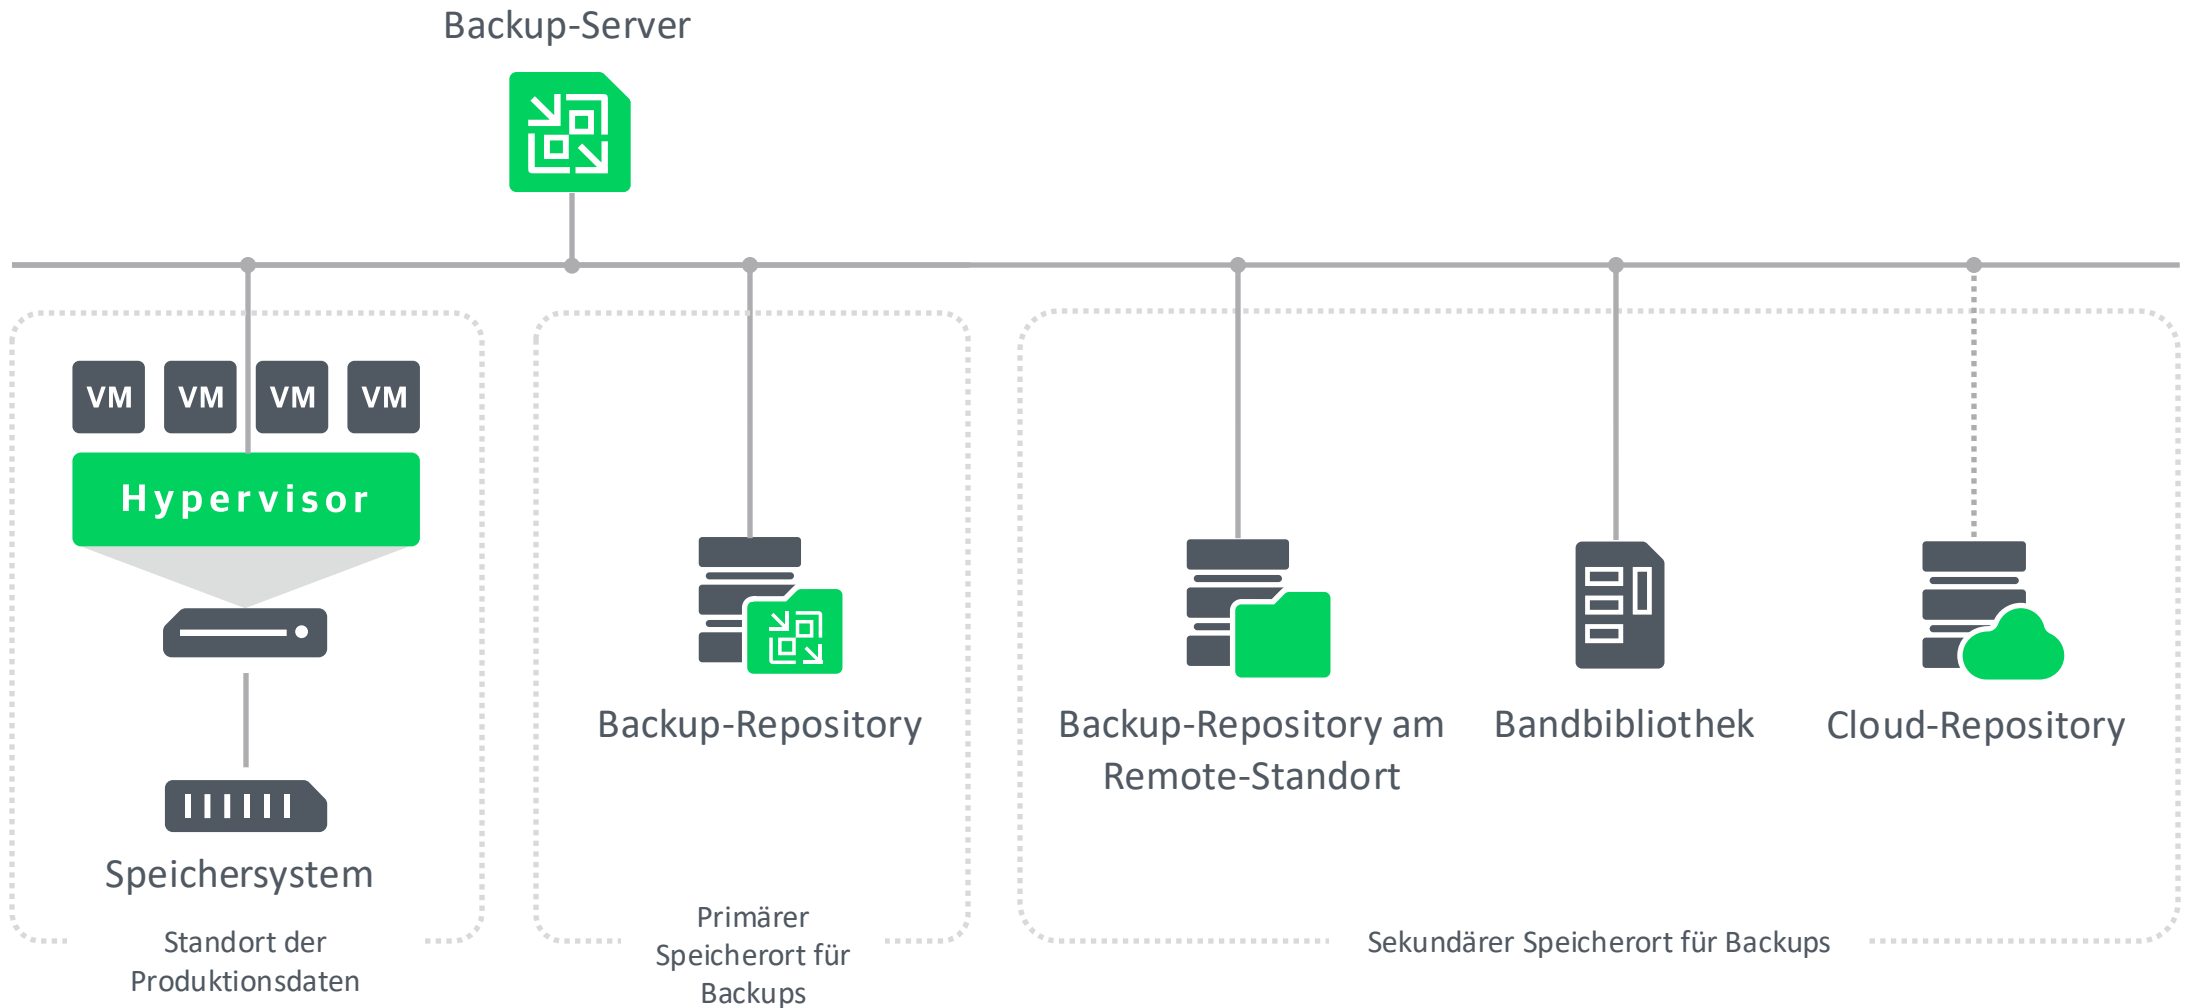 Backup-Server
VM VM VM VM
Hypervisor
Speichersystem
Standort der
Produktionsdaten
Backup-Repository
Primärer
Speicherort für
Backups
Backup-Repository am
Remote-Standort
Bandbibliothek
Cloud-Repository
Sekundärer Speicherort für Backups